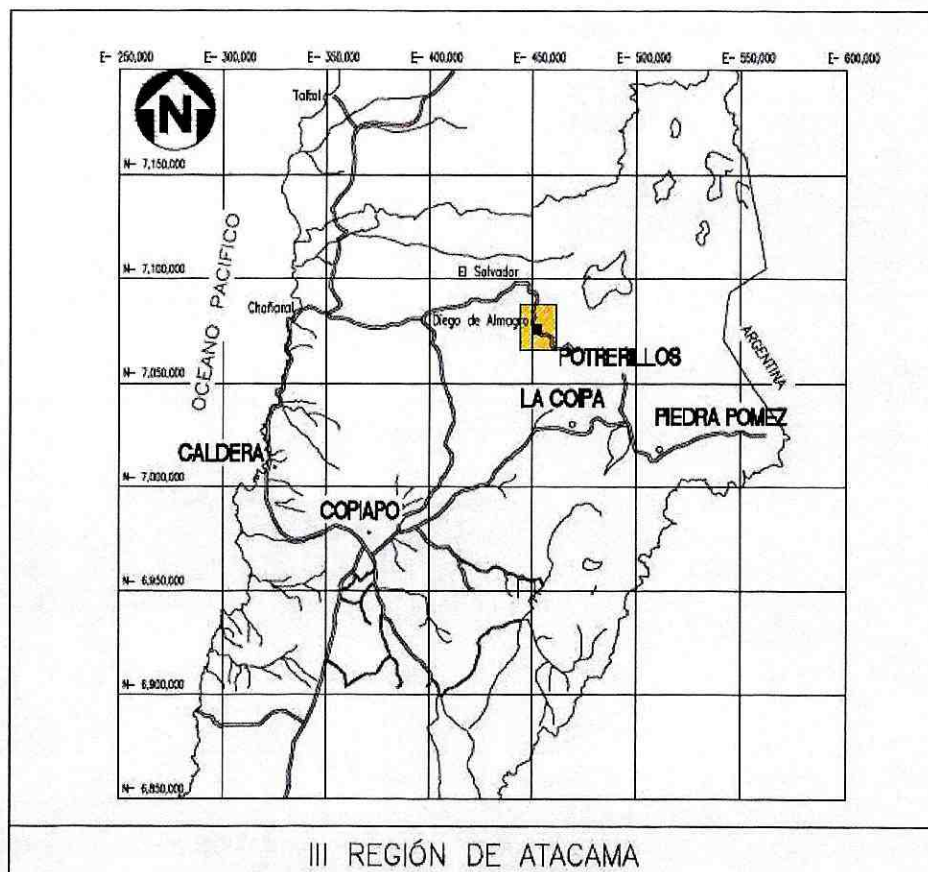 E- 250,000 E- 300,000 E- 350,000 E- 400,000 E- 450,000 E- 500,000 E- 550,000 E- 600,000
Taltal
N
N- 7,150,000
OCEANO PACIFICO
N- 7,100,000
El Salvador
Chañaral
Diego de Almagro
ARGENTINA
POTRERILLOS
N- 7,050,000
LA COIPA
PIEDRA POMEZ
CALDERA
N- 7,000,000
COPIAPO
N- 6,950,000
N- 6,900,000
N- 6,850,000
III REGIÓN DE ATACAMA